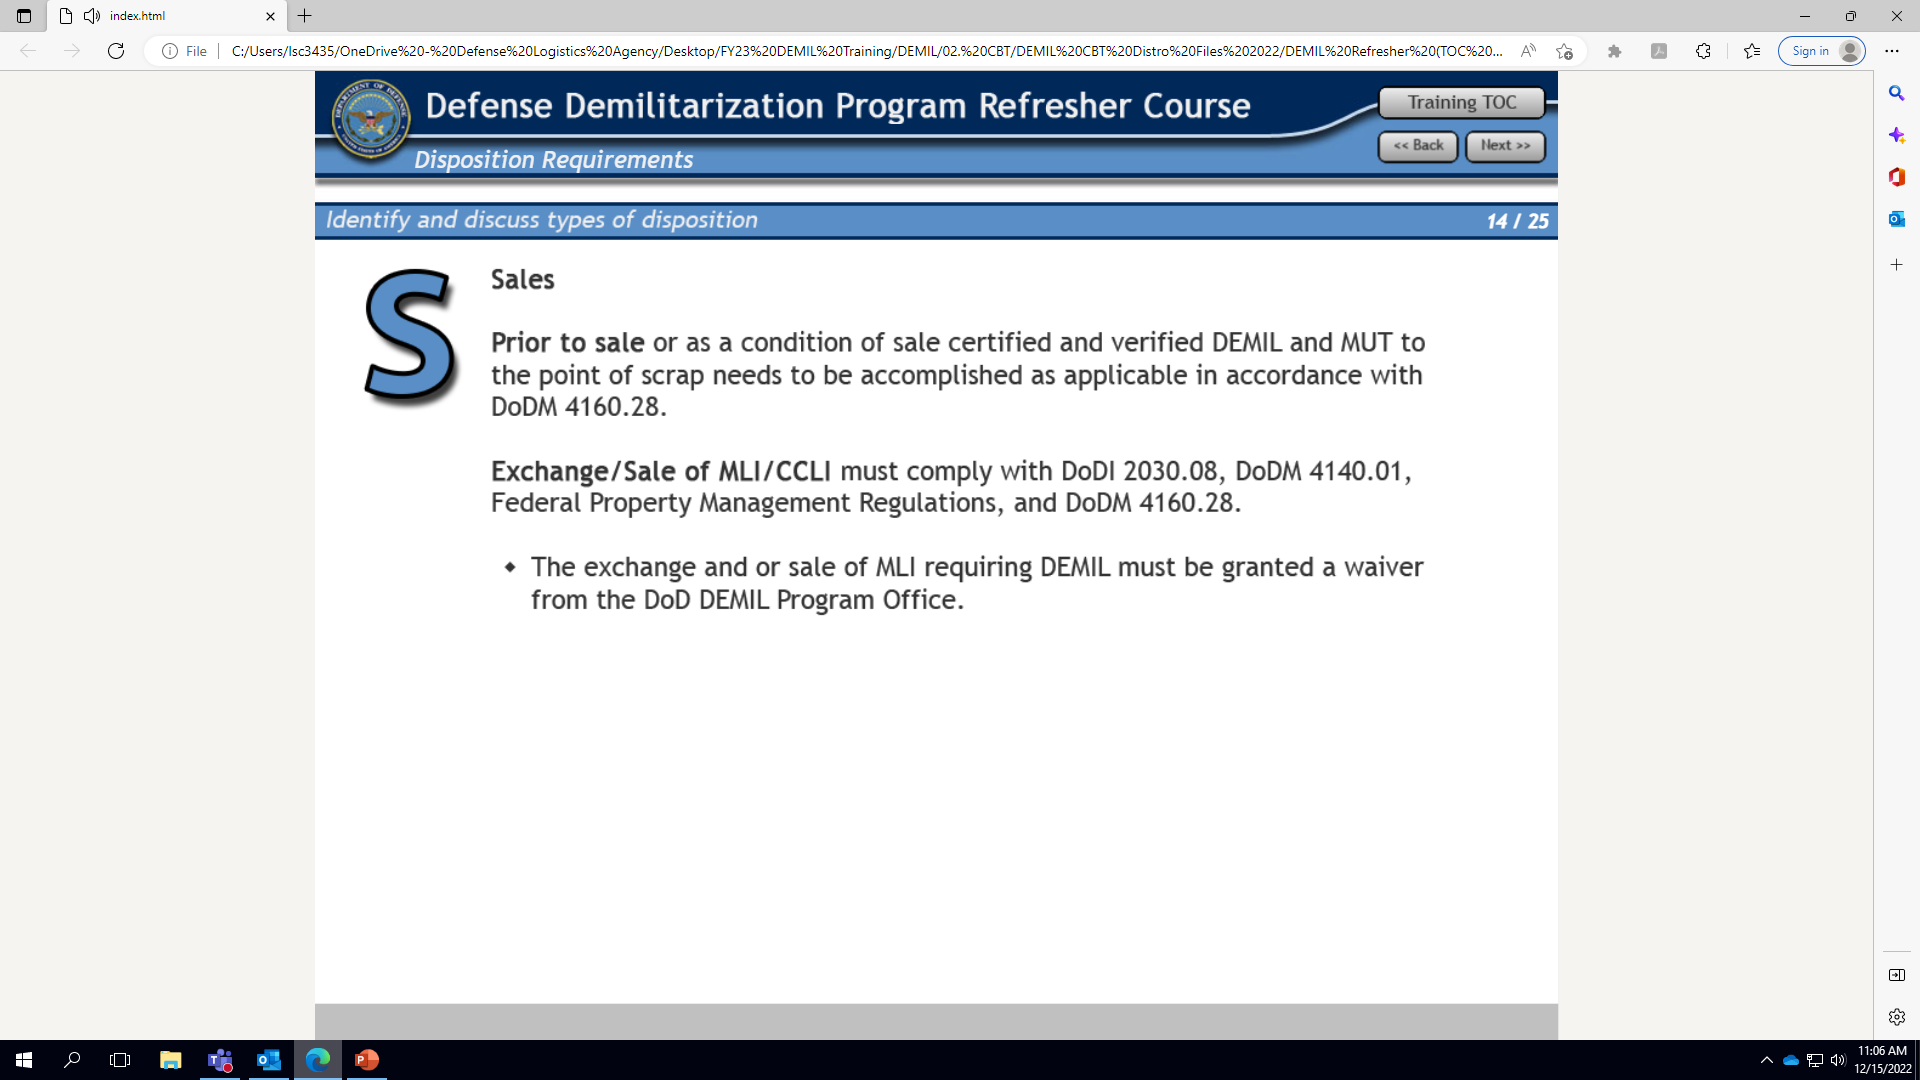 index.html
File
C:/Users/lsc3435/OneDrive%20-%20Defense%20Logistics%20Agency/Desktop/FY23%20DEMIL%20Training/DEMIL/02.%20CBT/DEMIL%20CBT%20Distro%20Files%202022/DEMIL%20Refresher%20(TOC%20...
Sign in
Defense Demilitarization Program Refresher Course
Training TOC
<< Back
Next >>
Disposition Requirements
Identify and discuss types of disposition
14 / 25
S
Sales
Prior to sale or as a condition of sale certified and verified DEMIL and MUT to
the point of scrap needs to be accomplished as applicable in accordance with
DoDM 4160.28.
Exchange/Sale of MLI/CCLI must comply with DoDI 2030.08, DoDM 4140.01,
Federal Property Management Regulations, and DoDM 4160.28.
◆ The exchange and or sale of MLI requiring DEMIL must be granted a waiver
from the DoD DEMIL Program Office.
11:06 AM
12/15/2022